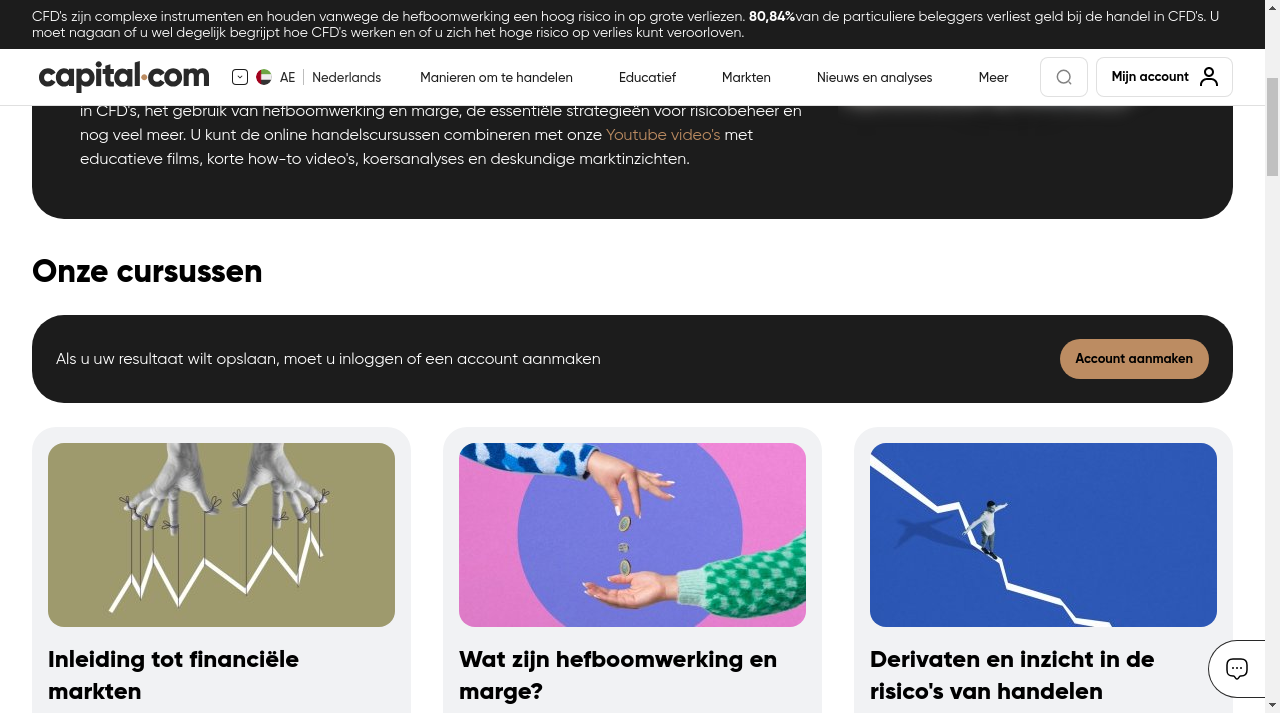 CFD's zijn complexe instrumenten en houden vanwege de hefboomwerking een hoog risico in op grote verliezen. 80,84%van de particuliere beleggers verliest geld bij de handel in CFD's. U
moet nagaan of u wel degelijk begrijpt hoe CFD's werken en of u zich het hoge risico op verlies kunt veroorloven.
capital.com
AE Nederlands Manieren om te handelen Educatief Markten Nieuws en analyses Meer Mijn account
in CFD's, het gebruik van hefboomwerking en marge, de essentiële strategieën voor risicobeheer en
nog veel meer. U kunt de online handelscursussen combineren met onze Youtube video's met
educatieve films, korte how-to video's, koersanalyses en deskundige marktinzichten.
Onze cursussen
Als u uw resultaat wilt opslaan, moet u inloggen of een account aanmaken
Account aanmaken
Inleiding tot financiële
markten
Wat zijn hefboomwerking en
marge?
Derivaten en inzicht in de
risico's van handelen